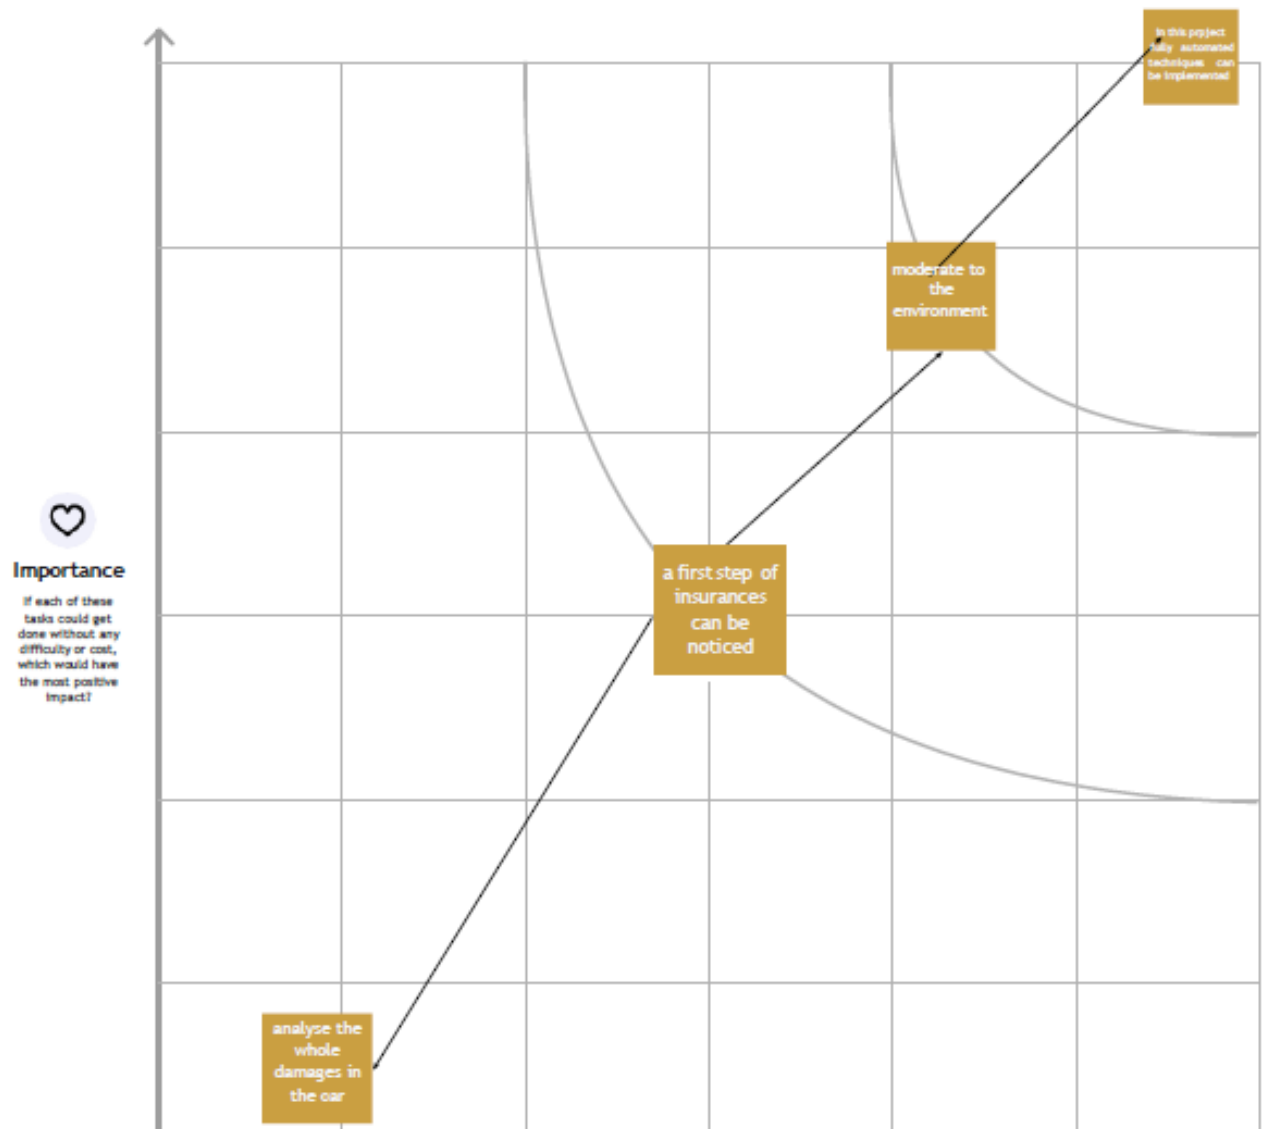 in this project
fully automated
techniques can
be implemented
moderate to
the
environment
Importance
If each of these
tasks could get
done without any
difficulty or cost,
which would have
the most positive
impact?
a first step of
insurances
can be
noticed
analyse the
whole
damages in
the car